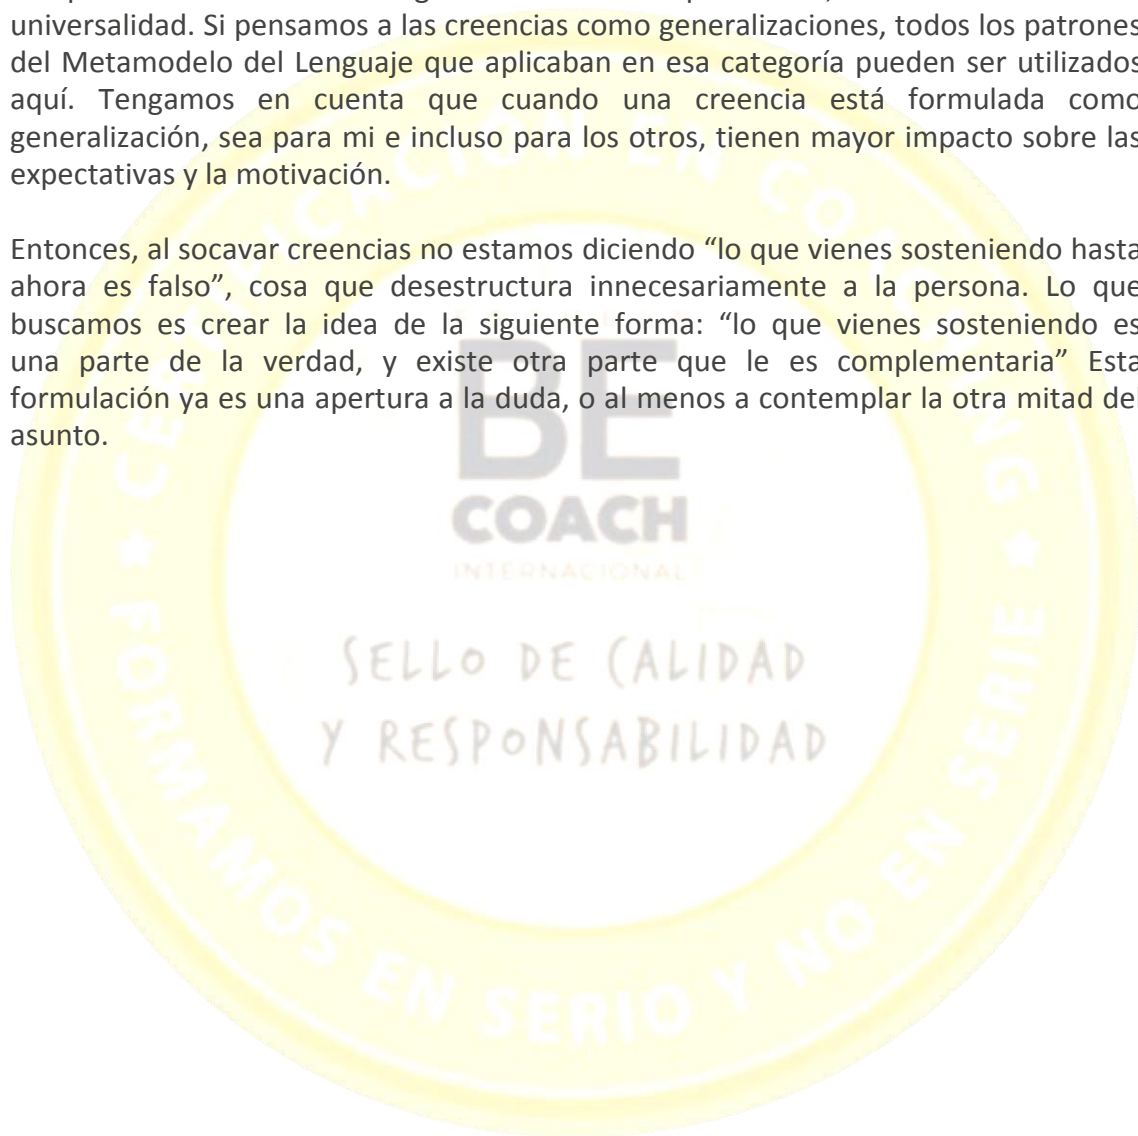 universalidad. Si pensamos a las creencias como generalizaciones, todos los patrones
del Metamodelo del Lenguaje que aplicaban en esa categoría pueden ser utilizados
aquí. Tengamos en cuenta que cuando una creencia está formulada como
generalización, sea para mi e incluso para los otros, tienen mayor impacto sobre las
expectativas y la motivación.
Entonces, al socavar creencias no estamos diciendo “lo que vienes sosteniendo hasta
ahora es falso”, cosa que desestructura innecesariamente a la persona. Lo que
buscamos es crear la idea de la siguiente forma: “lo que vienes sosteniendo es
una parte de la verdad, y existe otra parte que le es complementaria” Esta
formulación ya es una apertura a la duda, o al menos a contemplar la otra mitad del
asunto.
CERTIFICACIÓN EN COACHING
BE
COACH
INTERNACIONAL
SELLO DE CALIDAD
Y RESPONSABILIDAD
FORMAMOS EN SERIO Y NO EN SERIE